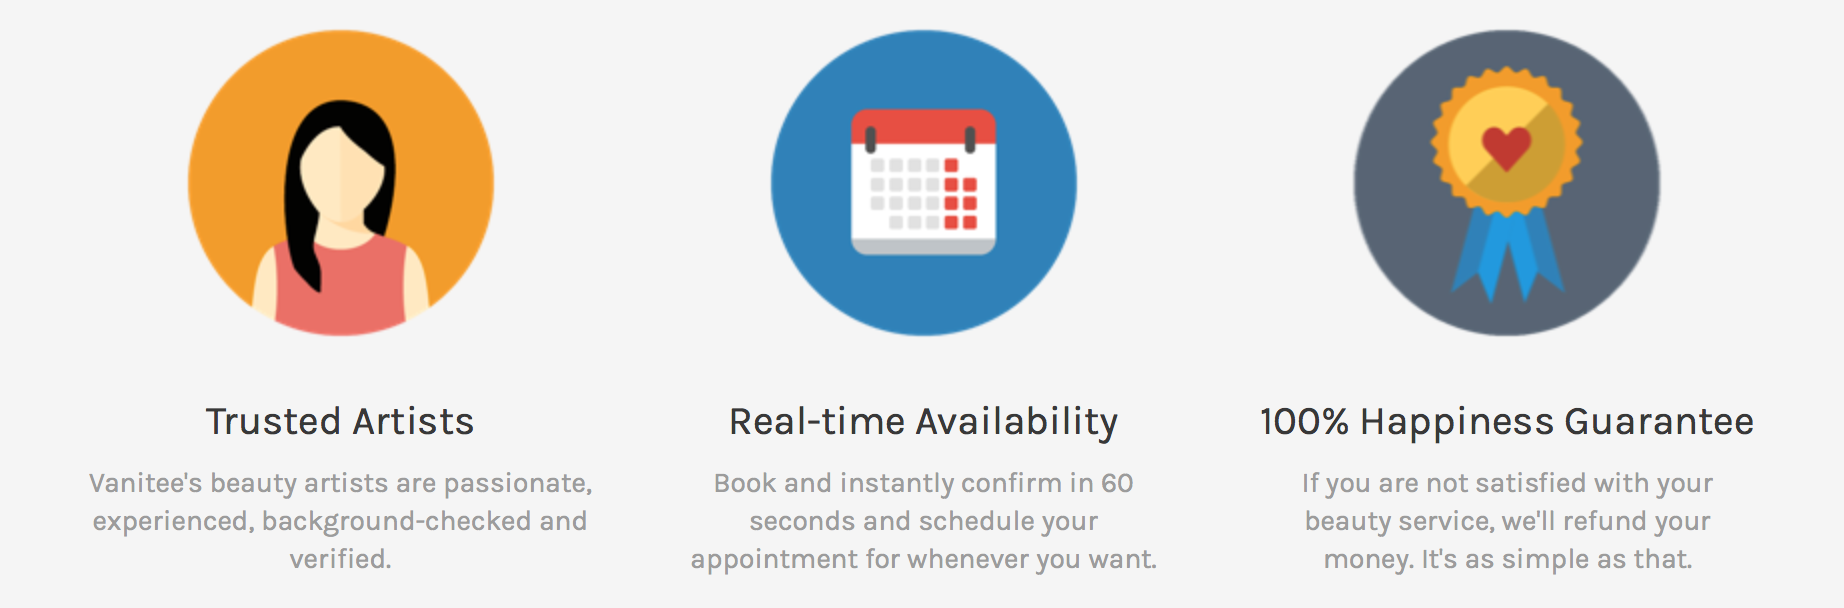 Trusted Artists
Vanitee's beauty artists are passionate,
experienced, background-checked and
verified.
Real-time Availability
Book and instantly confirm in 60
seconds and schedule your
appointment for whenever you want.
100% Happiness Guarantee
If you are not satisfied with your
beauty service, we'll refund your
money. It's as simple as that.